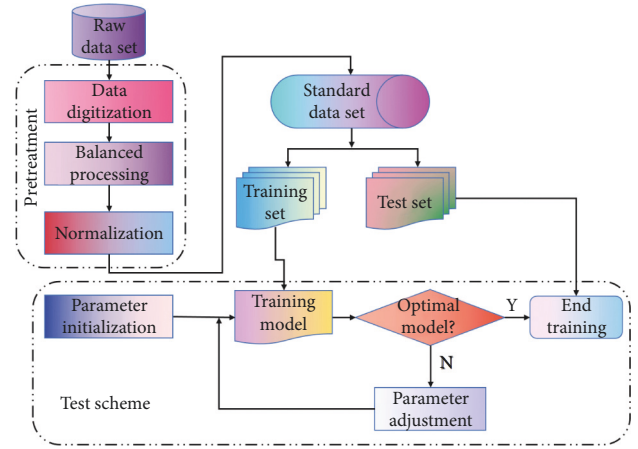 Raw data set
Pretreatment
Data
digitization
Balanced
processing
Normalization
Standard
data set
Training
set
Test set
Parameter
initialization
Training
model
Optimal
model?
Y
End
training
N
Parameter
adjustment
Test scheme